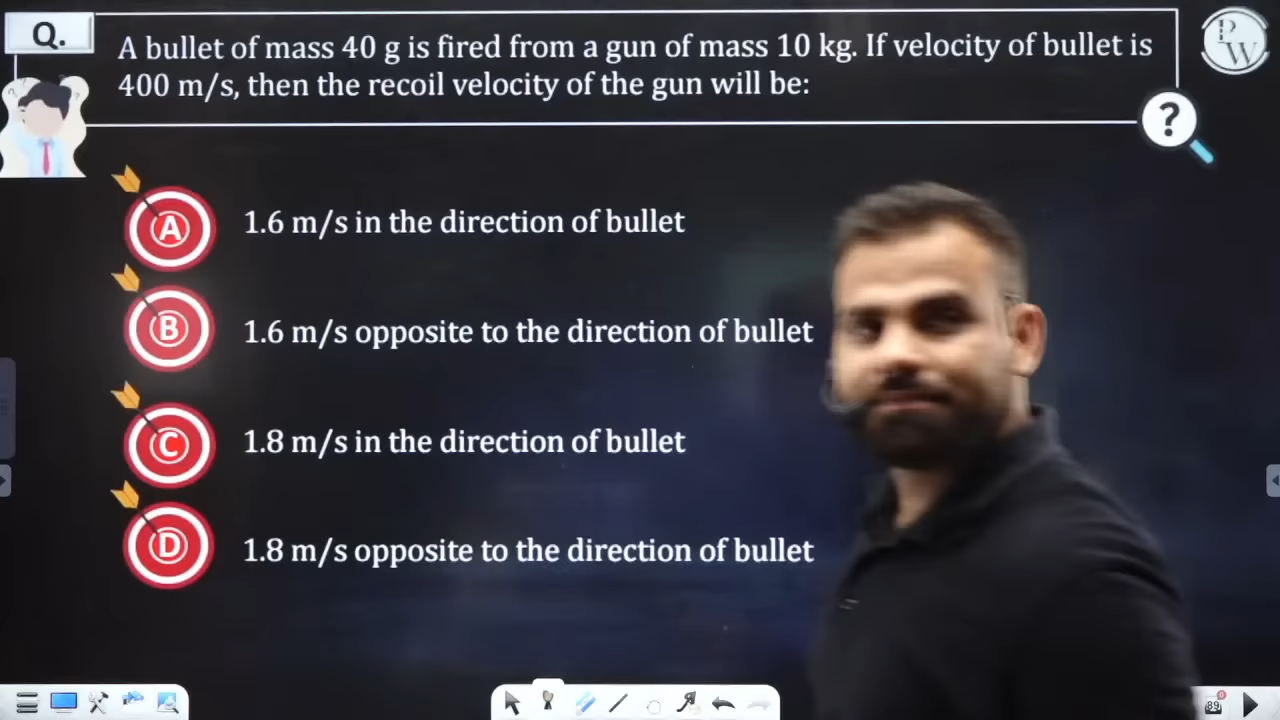 Q.
A bullet of mass 40 g is fired from a gun of mass 10 kg. If velocity of bullet is
400 m/s, then the recoil velocity of the gun will be:
P
W
?
A 1.6 m/s in the direction of bullet
B 1.6 m/s opposite to the direction of bullet
C 1.8 m/s in the direction of bullet
D 1.8 m/s opposite to the direction of bullet
89